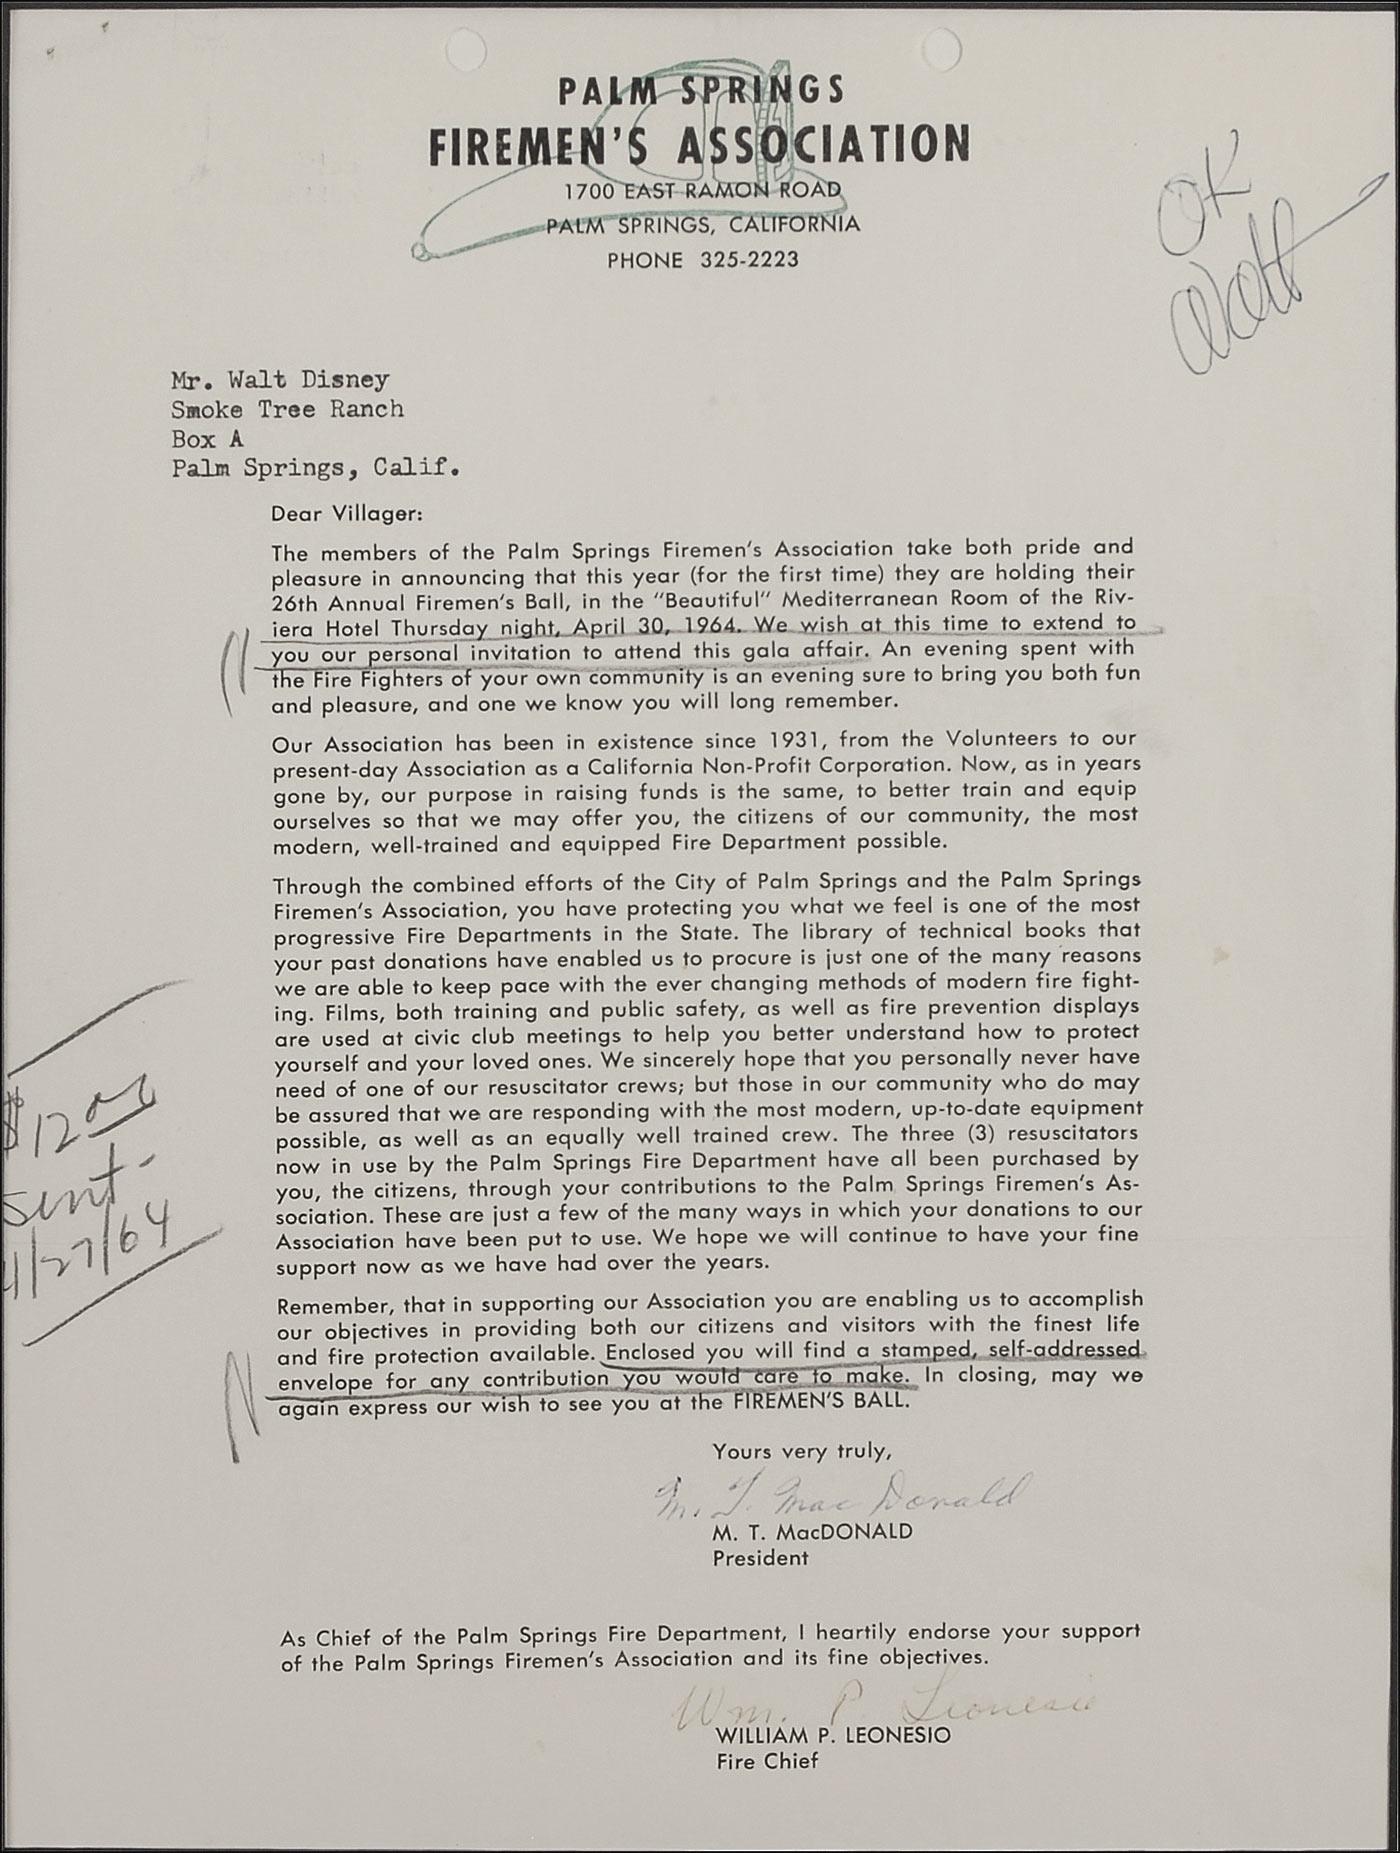 PALM SPRINGS
FIREMEN'S ASSOCIATION
1700 EAST RAMON ROAD
PALM SPRINGS, CALIFORNIA
PHONE 325-2223
OK
Walt
Mr. Walt Disney
Smoke Tree Ranch
Box A
Palm Springs, Calif.
Dear Villager:
The members of the Palm Springs Firemen's Association take both pride and
pleasure in announcing that this year (for the first time) they are holding their
26th Annual Firemen's Ball, in the "Beautiful" Mediterranean Room of the Riv-
iera Hotel Thursday night, April 30, 1964. We wish at this time to extend to
you our personal invitation to attend this gala affair. An evening spent with
the Fire Fighters of your own community is an evening sure to bring you both fun
and pleasure, and one we know you will long remember.
Our Association has been in existence since 1931, from the Volunteers to our
present-day Association as a California Non-Profit Corporation. Now, as in years
gone by, our purpose in raising funds is the same, to better train and equip
ourselves so that we may offer you, the citizens of our community, the most
modern, well-trained and equipped Fire Department possible.
Through the combined efforts of the City of Palm Springs and the Palm Springs
Firemen's Association, you have protecting you what we feel is one of the most
progressive Fire Departments in the State. The library of technical books that
your past donations have enabled us to procure is just one of the many reasons
we are able to keep pace with the ever changing methods of modern fire fight-
ing. Films, both training and public safety, as well as fire prevention displays
are used at civic club meetings to help you better understand how to protect
yourself and your loved ones. We sincerely hope that you personally never have
need of one of our resuscitator crews; but those in our community who do may
be assured that we are responding with the most modern, up-to-date equipment
possible, as well as an equally well trained crew. The three (3) resuscitators
now in use by the Palm Springs Fire Department have all been purchased by
you, the citizens, through your contributions to the Palm Springs Firemen's As-
sociation. These are just a few of the many ways in which your donations to our
Association have been put to use. We hope we will continue to have your fine
support now as we have had over the years.
$12
sent -
4/27/64
Remember, that in supporting our Association you are enabling us to accomplish
our objectives in providing both our citizens and visitors with the finest life
and fire protection available. Enclosed you will find a stamped, self-addressed
envelope for any contribution you would care to make. In closing, may we
again express our wish to see you at the FIREMEN'S BALL.
Yours very truly,
M. T. MacDonald
M. T. MacDONALD
President
As Chief of the Palm Springs Fire Department, I heartily endorse your support
of the Palm Springs Firemen's Association and its fine objectives.
Wm. P. Leonesio
WILLIAM P. LEONESIO
Fire Chief